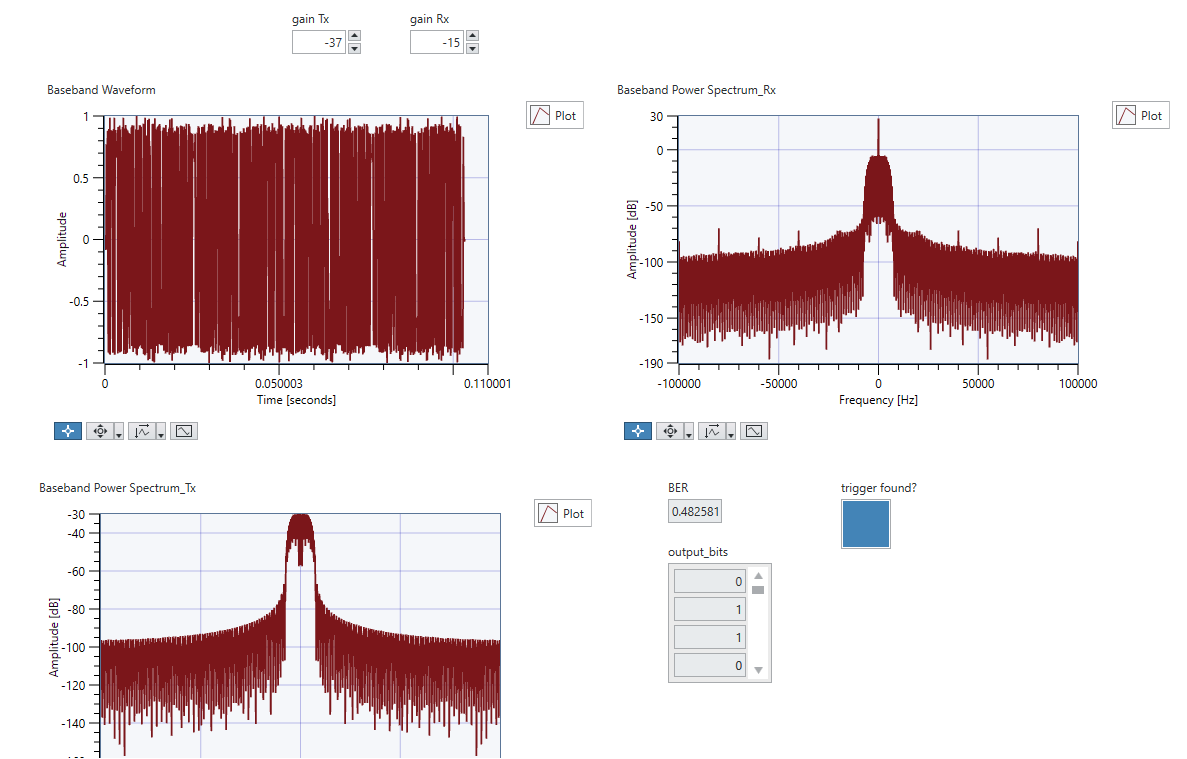 gain Tx
gain Rx
-37
-15
Baseband Waveform
Plot
1
0.5
0
-0.5
-1
Amplitude
0
0.050003
0.110001
Time [seconds]
Baseband Power Spectrum_Rx
Plot
30
0
-50
-100
-150
-190
Amplitude [dB]
-100000
-50000
0
50000
100000
Frequency [Hz]
Baseband Power Spectrum_Tx
Plot
-30
-40
-60
-80
-100
-120
-140
Amplitude [dB]
BER
0.482581
trigger found?
output_bits
0
1
1
0